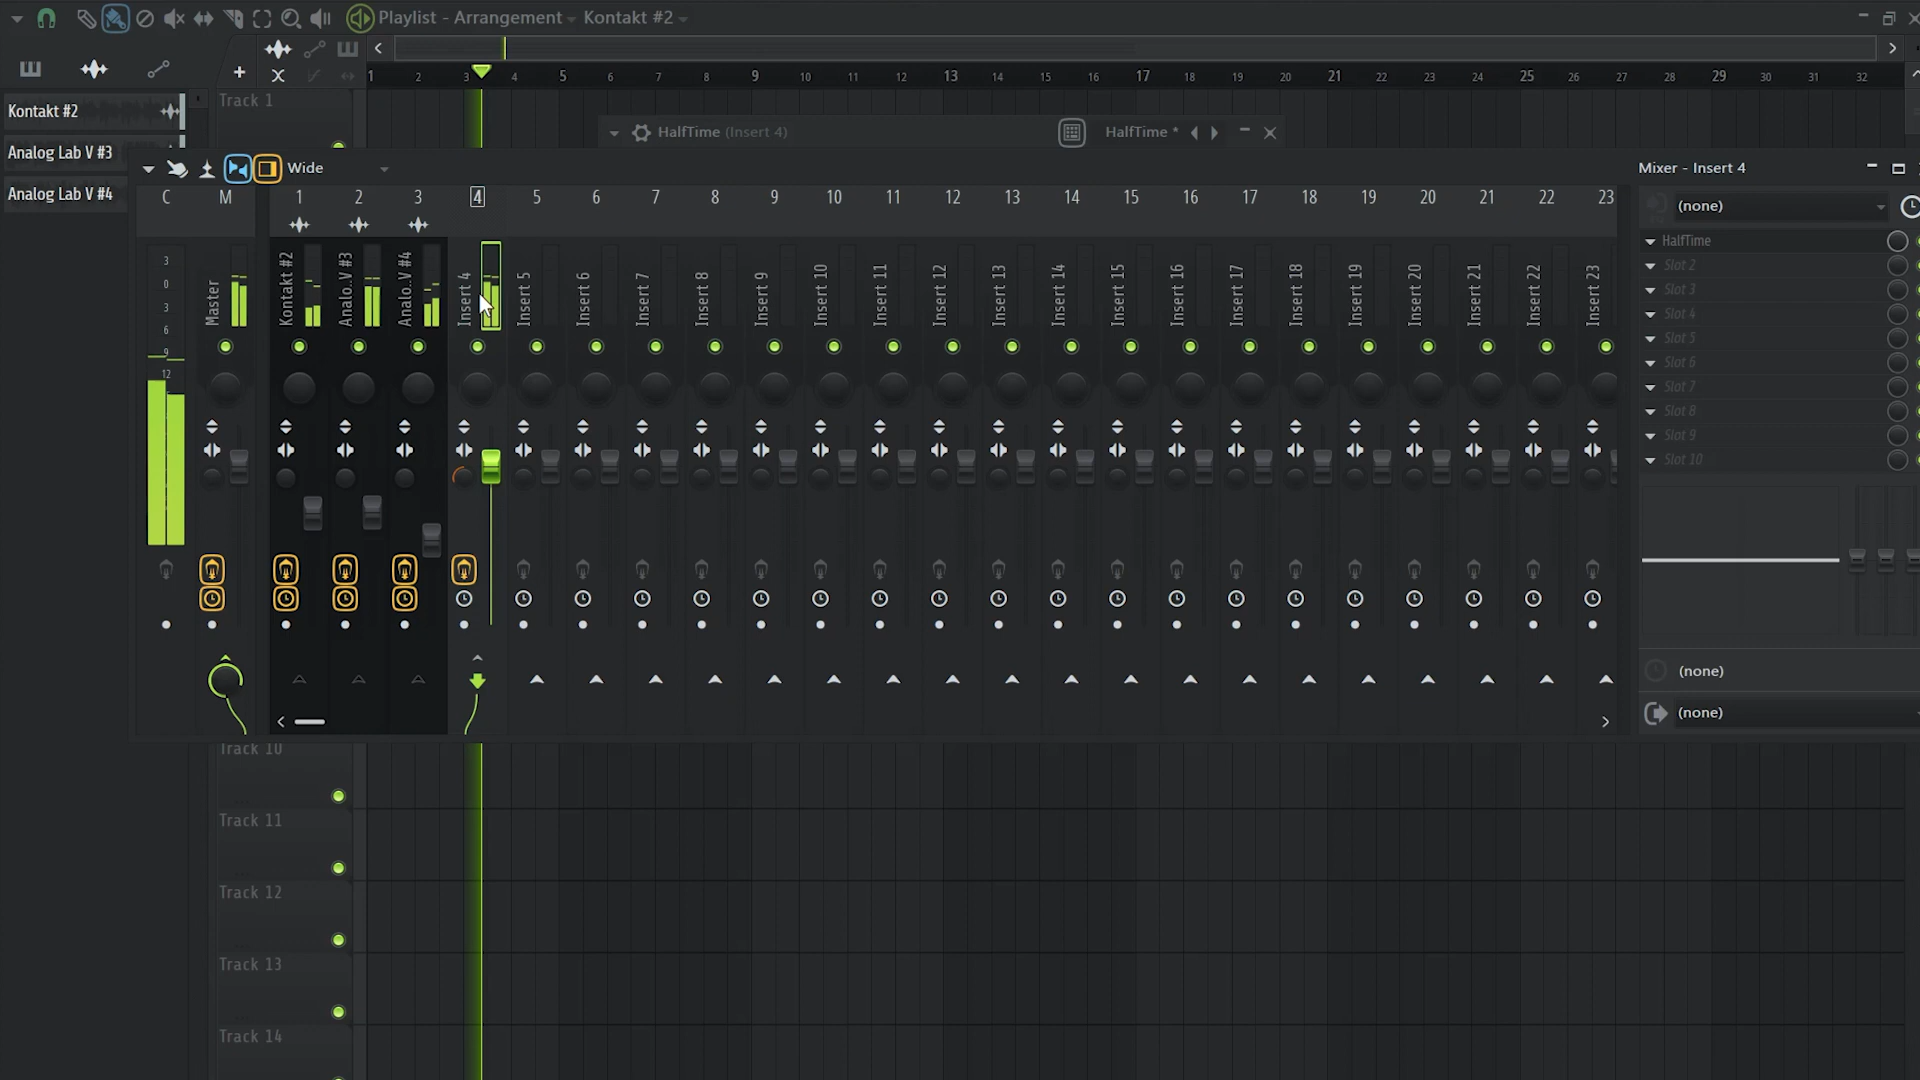 Playlist - Arrangement Kontakt #2
1 2 3 4 5 6 7 8 9 10 11 12 13 14 15 16 17 18 19 20 21 22 23 24 25 26 27 28 29 30 31 32
Kontakt #2
Analog Lab V #3
Analog Lab V #4
Track 1
HalfTime (Insert 4) HalfTime *
Wide
Mixer - Insert 4
C M 1 2 3 4 5 6 7 8 9 10 11 12 13 14 15 16 17 18 19 20 21 22 23
3
0
3
6
9
12
Master
Kontakt #2
Analo..V #3
Analo..V #4
Insert 4
Insert 5
Insert 6
Insert 7
Insert 8
Insert 9
Insert 10
Insert 11
Insert 12
Insert 13
Insert 14
Insert 15
Insert 16
Insert 17
Insert 18
Insert 19
Insert 20
Insert 21
Insert 22
Insert 23
(none)
HalfTime
Slot 2
Slot 3
Slot 4
Slot 5
Slot 6
Slot 7
Slot 8
Slot 9
Slot 10
(none)
(none)
Track 10
Track 11
Track 12
Track 13
Track 14